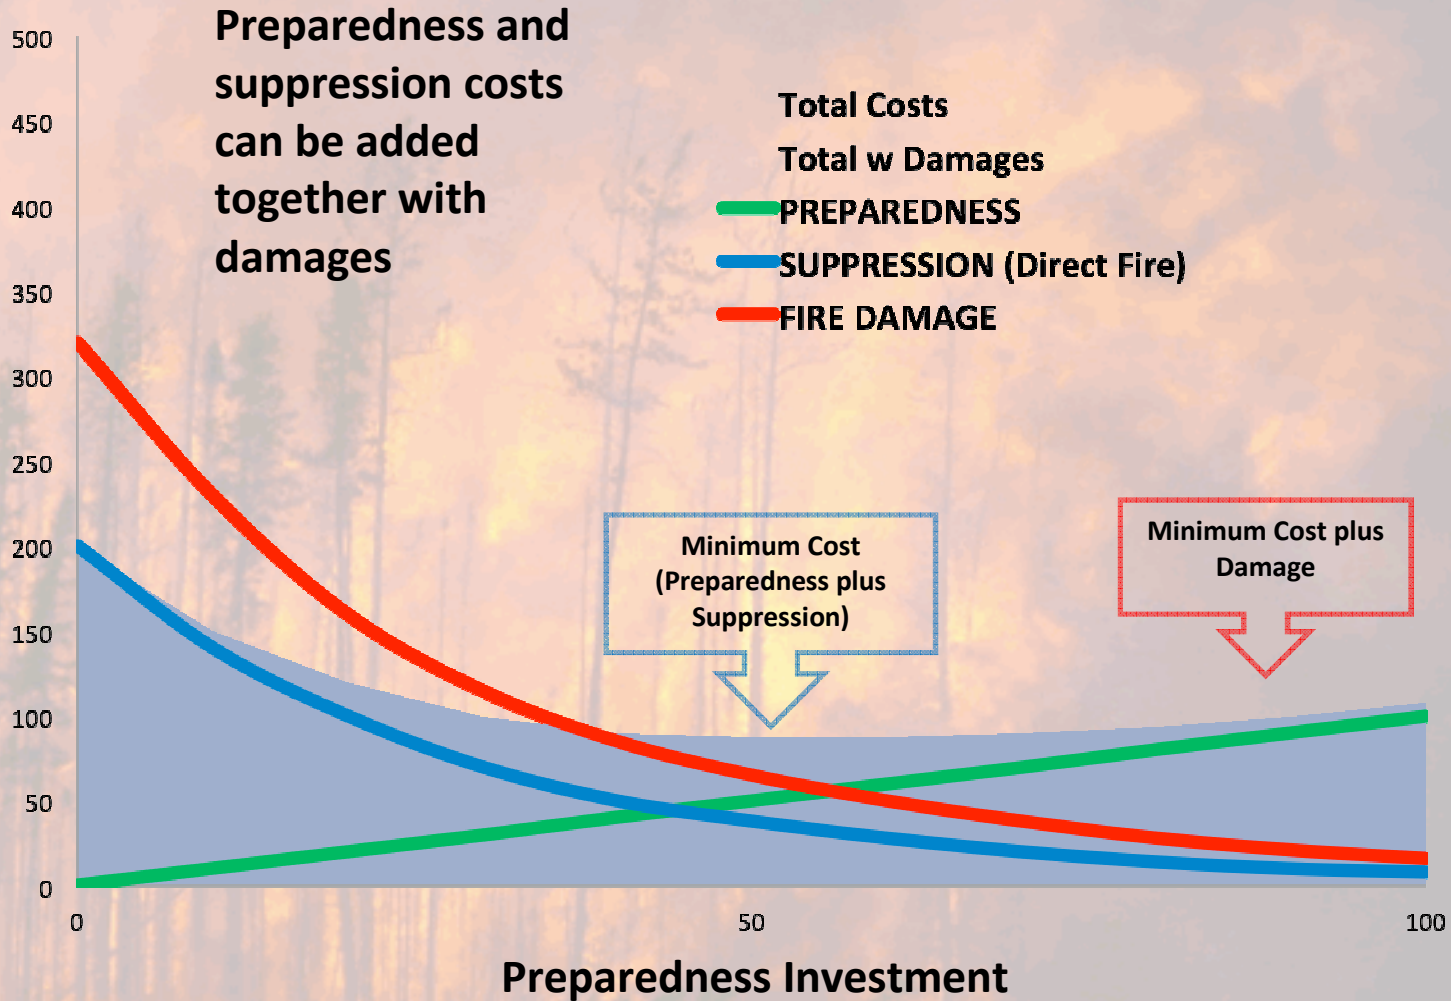 Preparedness and
suppression costs
can be added
together with
damages
500
450
400
350
300
250
200
150
100
50
0
Total Costs
Total w Damages
PREPAREDNESS
SUPPRESSION (Direct Fire)
FIRE DAMAGE
Minimum Cost
(Preparedness plus
Suppression)
Minimum Cost plus
Damage
0
50
100
Preparedness Investment